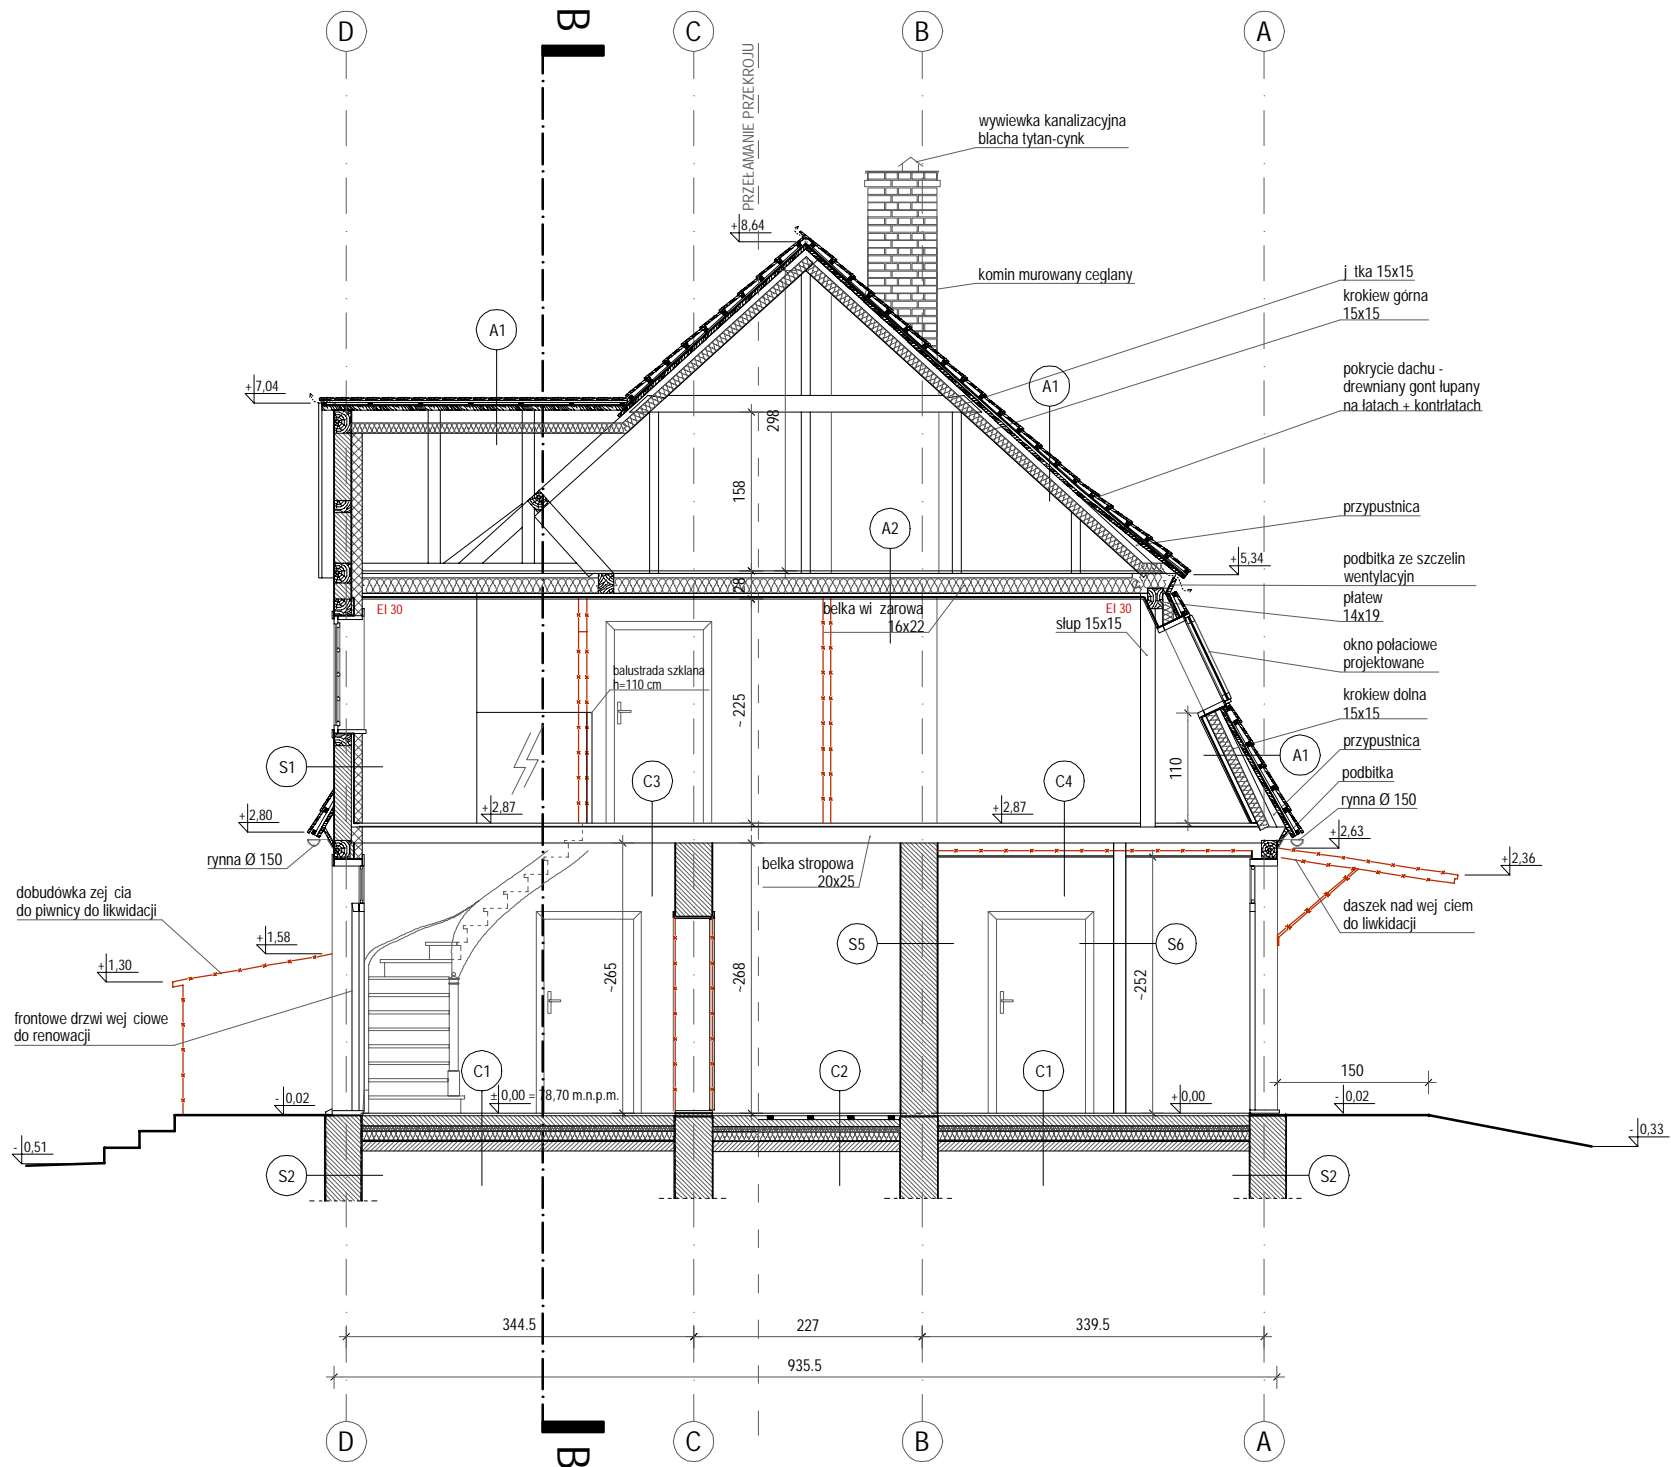 B
D
C
B
A
PRZEŁAMANIE PRZEKROJU
wywiewka kanalizacyjna
blacha tytan-cynk
+8,64
komin murowany ceglany
j tka 15x15
krokiew górna
15x15
A1
A1
+7,04
pokrycie dachu -
drewniany gont łupany
na łatach + kontrłatach
298
158
A2
przypustnica
+5,34
podbitka ze szczelin
wentylacyjn
28
EI 30
belka wi zarowa
16x22
EI 30
słup 15x15
płatew
14x19
okno połaciowe
projektowane
balustrada szklana
h=110 cm
~225
krokiew dolna
15x15
przypustnica
S1
C3
C4
110
A1
podbitka
rynna Ø 150
+2,80
+2,87
+2,87
+2,63
rynna Ø 150
belka stropowa
20x25
+2,36
dobudówka zej cia
do piwnicy do likwidacji
daszek nad wej ciem
do liwkidacji
+1,58
+1,30
S5
S6
~265
~268
~252
frontowe drzwi wej ciowe
do renowacji
C1
C2
C1
150
- 0,02
± 0,00 = 78,70 m.n.p.m.
+0,00
- 0,02
- 0,51
- 0,33
S2
S2
344.5
227
339.5
935.5
D
C
B
A
B